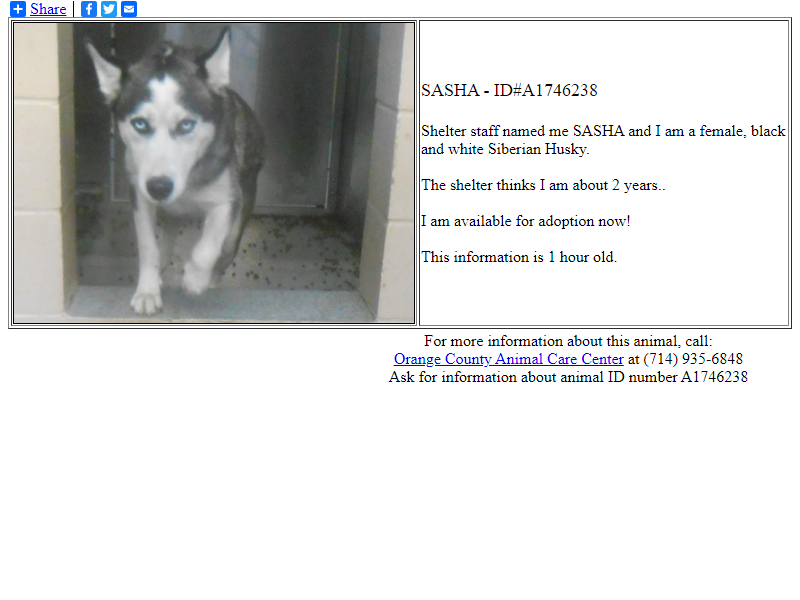 Share
SASHA - ID#A1746238
Shelter staff named me SASHA and I am a female, black
and white Siberian Husky.
The shelter thinks I am about 2 years..
I am available for adoption now!
This information is 1 hour old.
For more information about this animal, call:
Orange County Animal Care Center at (714) 935-6848
Ask for information about animal ID number A1746238